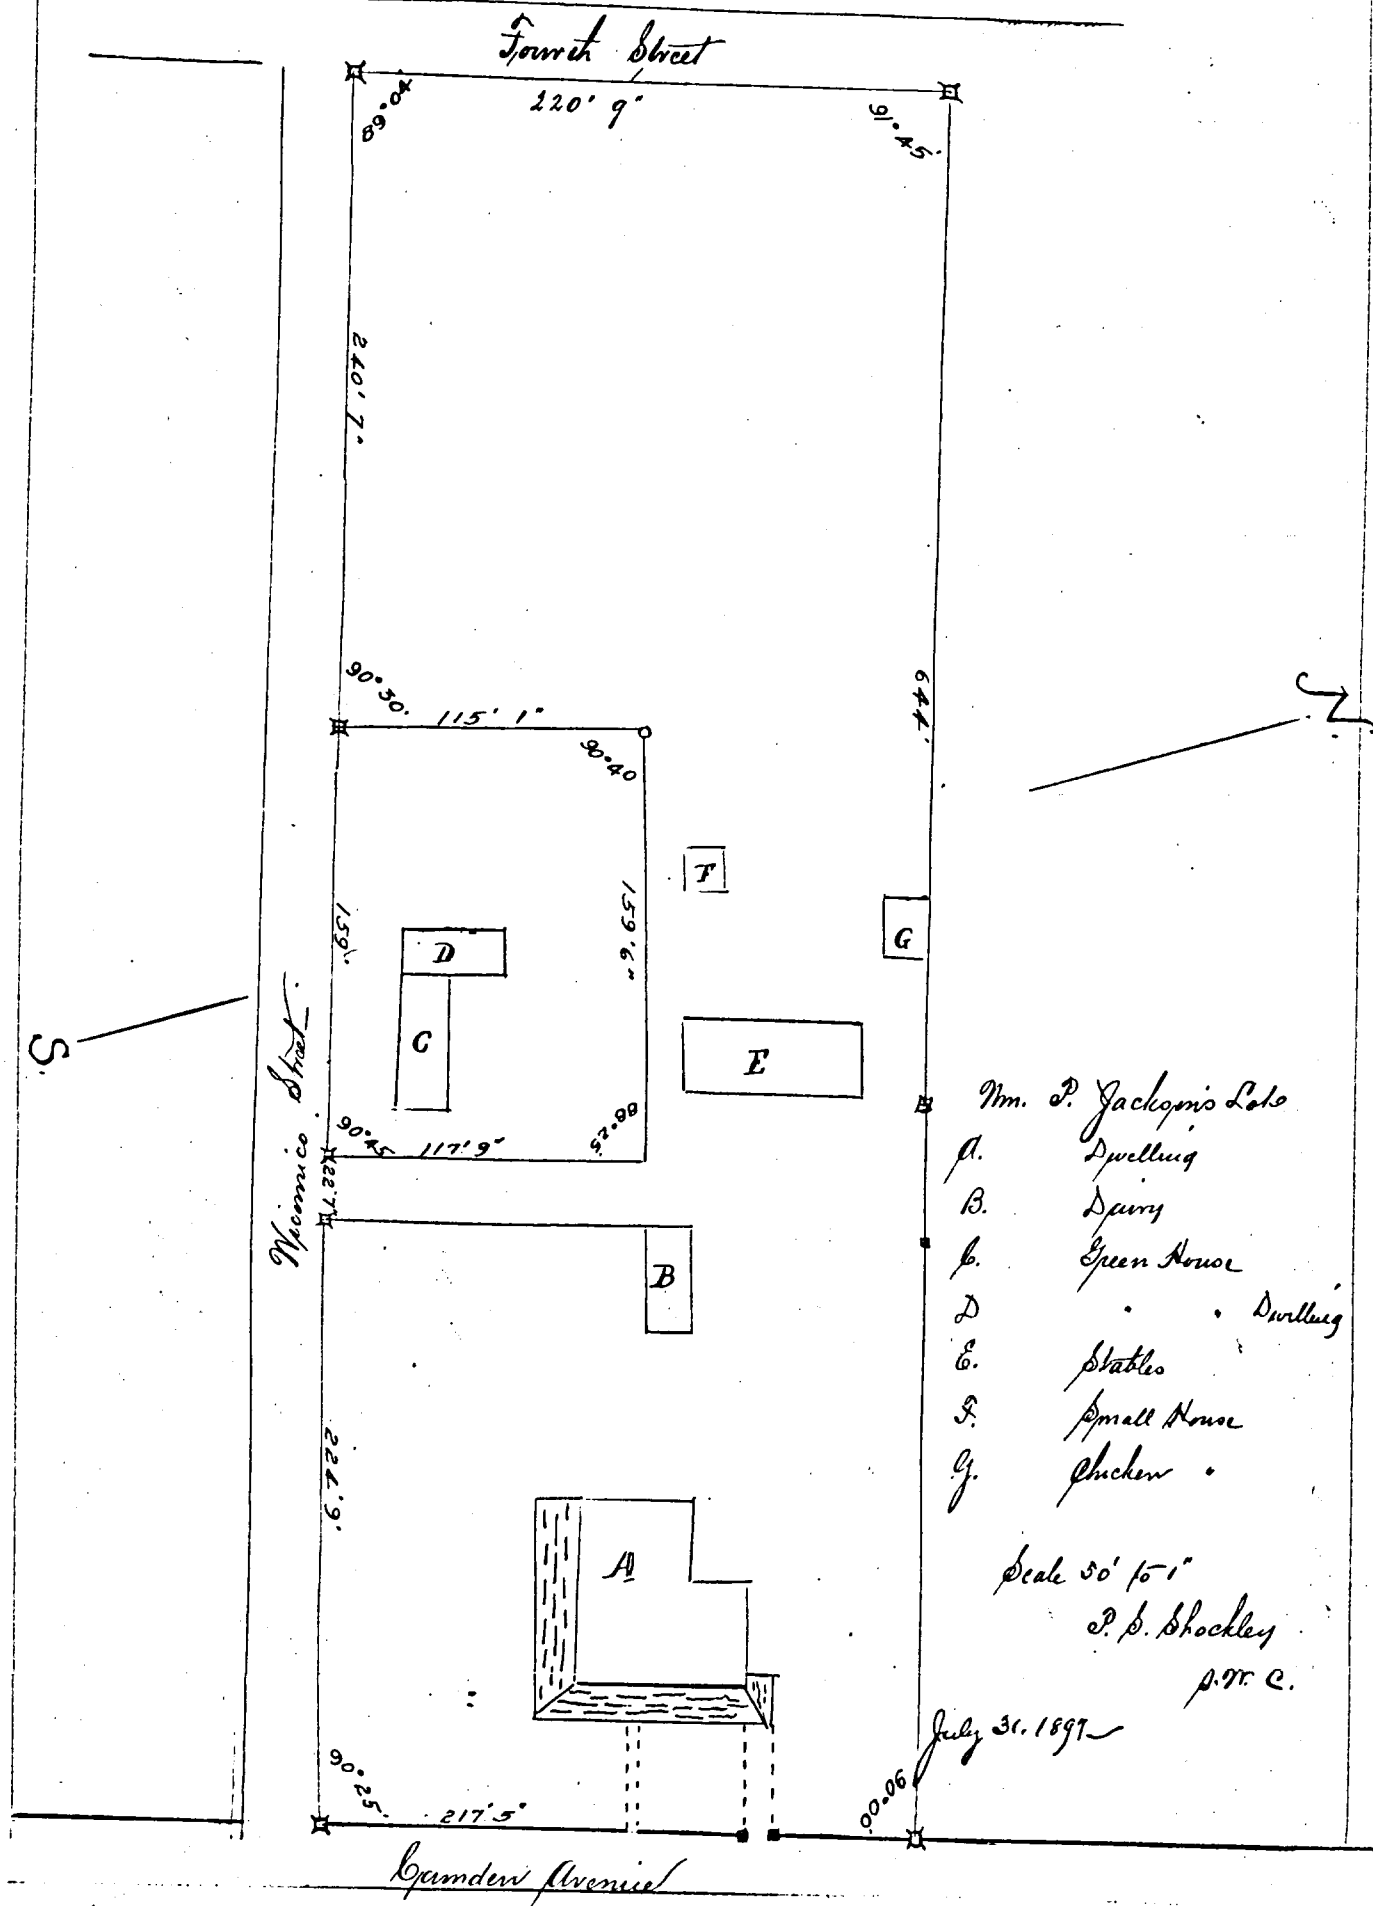 Fourth Street
220' 9"
89°04'
91°45'
240' 7"
644'
90°30'
115' 1"
90°40
N.
F
159'
159'6"
D
G
S.
C
E
Wicomico Street.
90°45
117'9"
88°25
22'7"
B
224'9"
A
90°25'
217'5"
90°00'
Camden Avenue
Wm. P. Jackson's Lots
A. Dwelling
B. Dairy
C. Green House
D " " Dwelling
E. Stables
F. Small House
G. Chicken "
Scale 50' to 1"
P. S. Shockley
S.W.C.
July 31. 1897